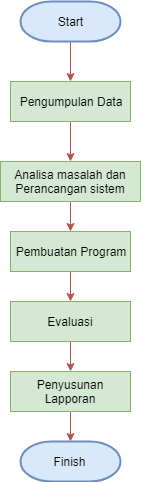 Start
Pengumpulan Data
Analisa masalah dan
Perancangan sistem
Pembuatan Program
Evaluasi
Penyusunan
Lapporan
Finish